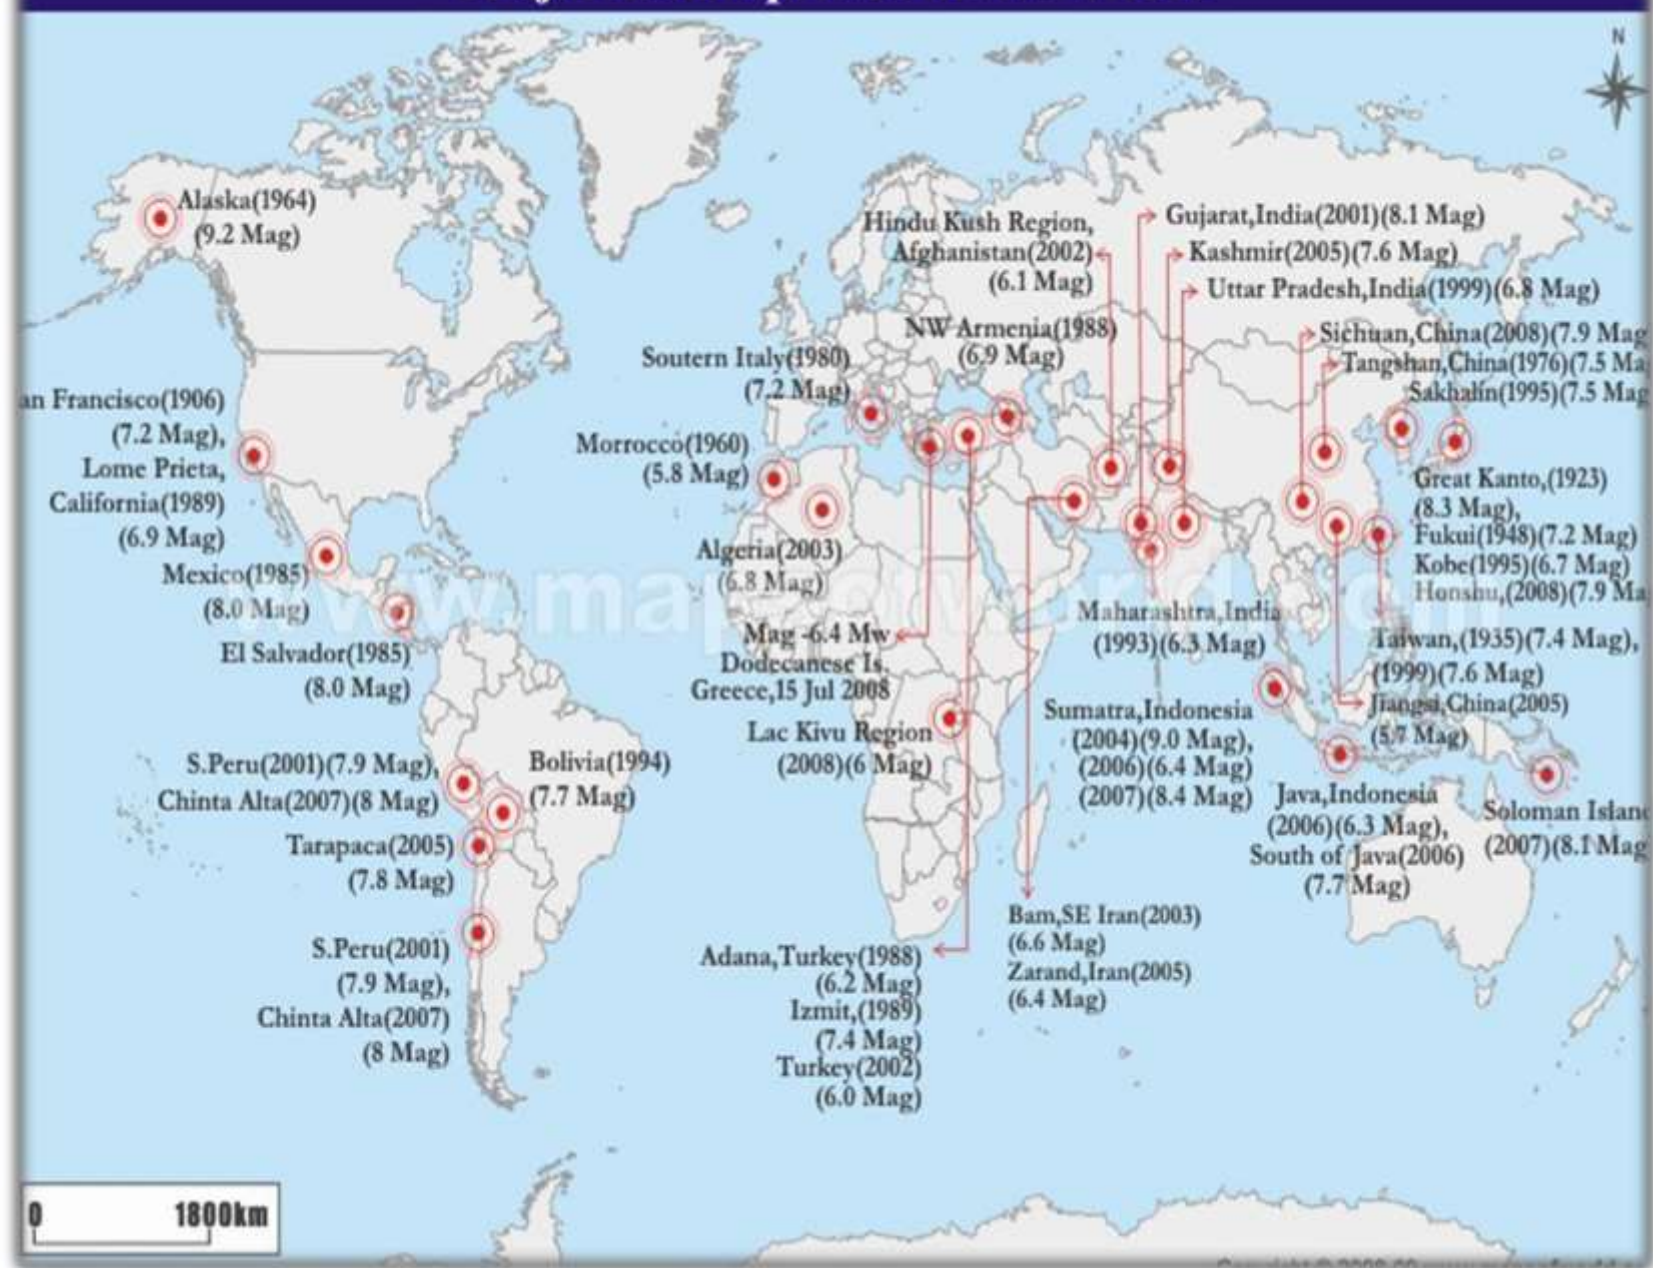 N
Alaska(1964)
(9.2 Mag)
Hindu Kush Region,
Afghanistan(2002)
(6.1 Mag)
Gujarat,India(2001)(8.1 Mag)
Kashmir(2005)(7.6 Mag)
Uttar Pradesh,India(1999)(6.8 Mag)
NW Armenia(1988)
(6.9 Mag)
Sichuan,China(2008)(7.9 Mag
Tangshan,China(1976)(7.5 Ma
Sakhalin(1995)(7.5 Mag
Soutern Italy(1980)
(7.2 Mag)
an Francisco(1906)
(7.2 Mag),
Lome Prieta,
California(1989)
(6.9 Mag)
Morrocco(1960)
(5.8 Mag)
Great Kanto,(1923)
(8.3 Mag),
Fukui(1948)(7.2 Mag)
Kobe(1995)(6.7 Mag)
Honshu,(2008)(7.9 Ma
Algeria(2003)
(6.8 Mag)
Mexico(1985)
(8.0 Mag)
El Salvador(1985)
(8.0 Mag)
Mag -6.4 Mw
Dodecanese Is.
Greece,15 Jul 2008
Maharashtra,India
(1993)(6.3 Mag)
Taiwan,(1935)(7.4 Mag),
(1999)(7.6 Mag)
Jiangsi,China(2005)
(5.7 Mag)
Lac Kivu Region
(2008)(6 Mag)
Sumatra,Indonesia
(2004)(9.0 Mag),
(2006)(6.4 Mag)
(2007)(8.4 Mag)
S.Peru(2001)(7.9 Mag),
Chinta Alta(2007)(8 Mag)
Bolivia(1994)
(7.7 Mag)
Java,Indonesia
(2006)(6.3 Mag),
South of Java(2006)
(7.7 Mag)
Soloman Islan
(2007)(8.1 Mag
Tarapaca(2005)
(7.8 Mag)
S.Peru(2001)
(7.9 Mag),
Chinta Alta(2007)
(8 Mag)
Adana,Turkey(1988)
(6.2 Mag)
Izmit,(1989)
(7.4 Mag)
Turkey(2002)
(6.0 Mag)
Bam,SE Iran(2003)
(6.6 Mag)
Zarand,Iran(2005)
(6.4 Mag)
0 1800km